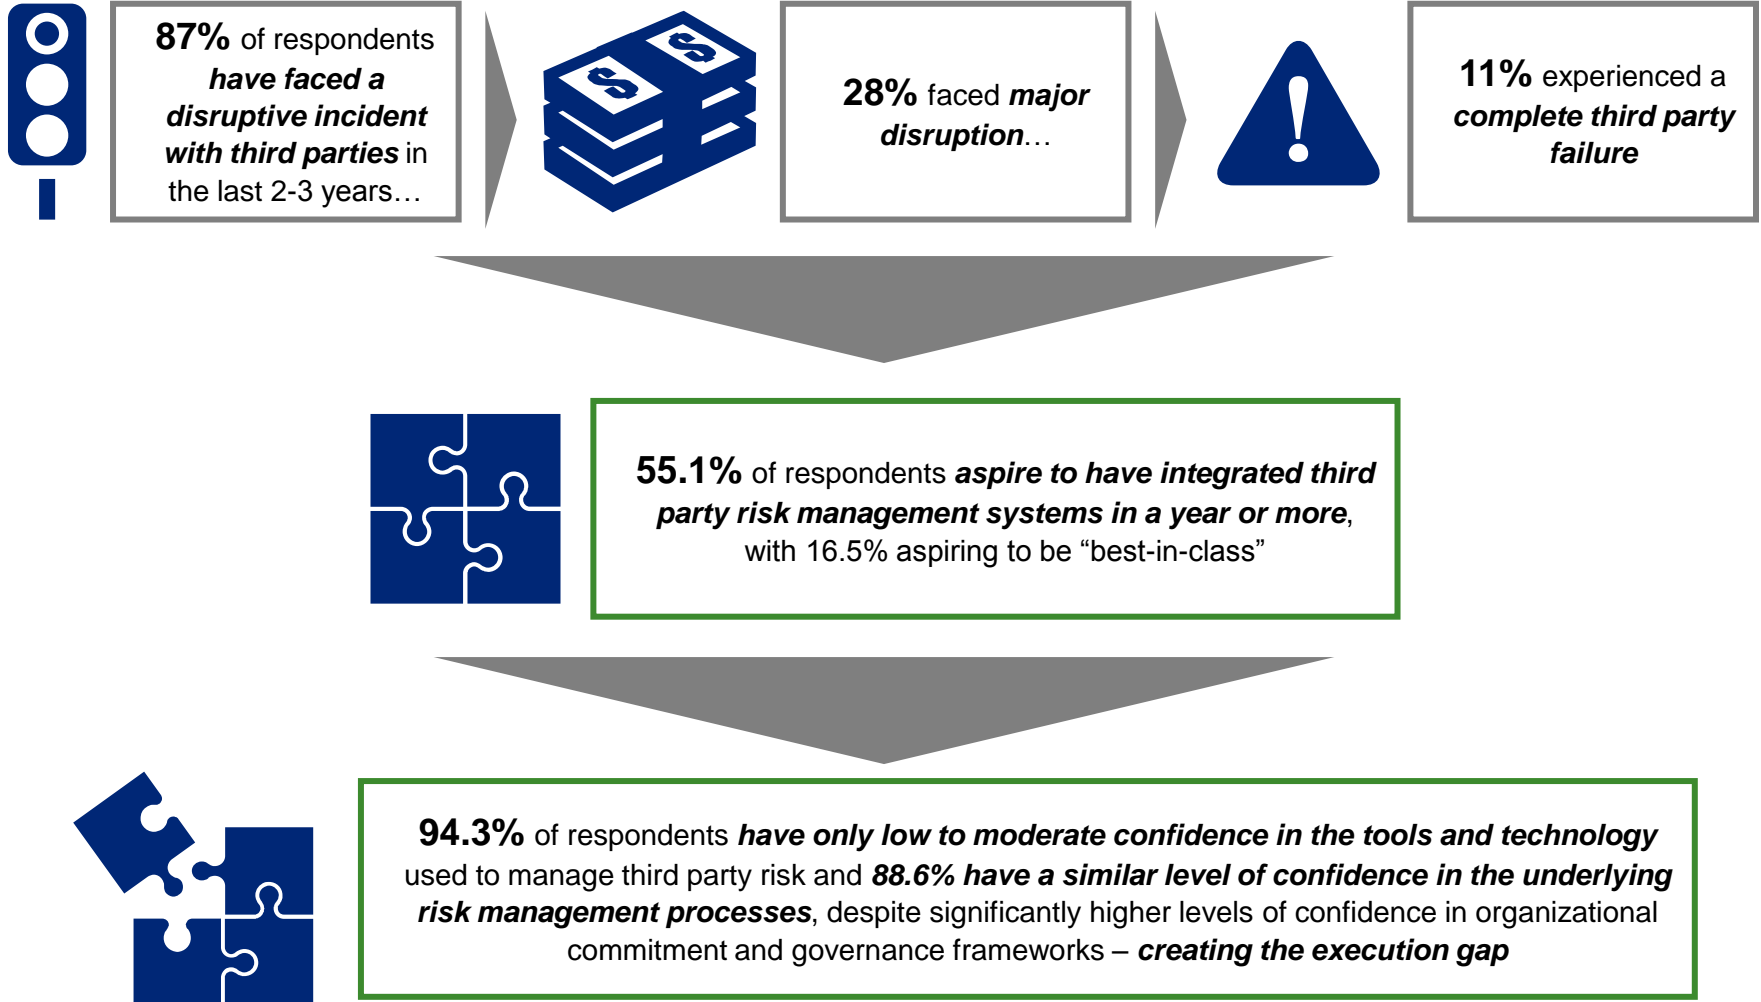 87% of respondents
have faced a
disruptive incident
with third parties in
the last 2-3 years…
$
$
28% faced major
disruption…
!
11% experienced a
complete third party
failure
55.1% of respondents aspire to have integrated third
party risk management systems in a year or more,
with 16.5% aspiring to be “best-in-class”
94.3% of respondents have only low to moderate confidence in the tools and technology
used to manage third party risk and 88.6% have a similar level of confidence in the underlying
risk management processes, despite significantly higher levels of confidence in organizational
commitment and governance frameworks – creating the execution gap